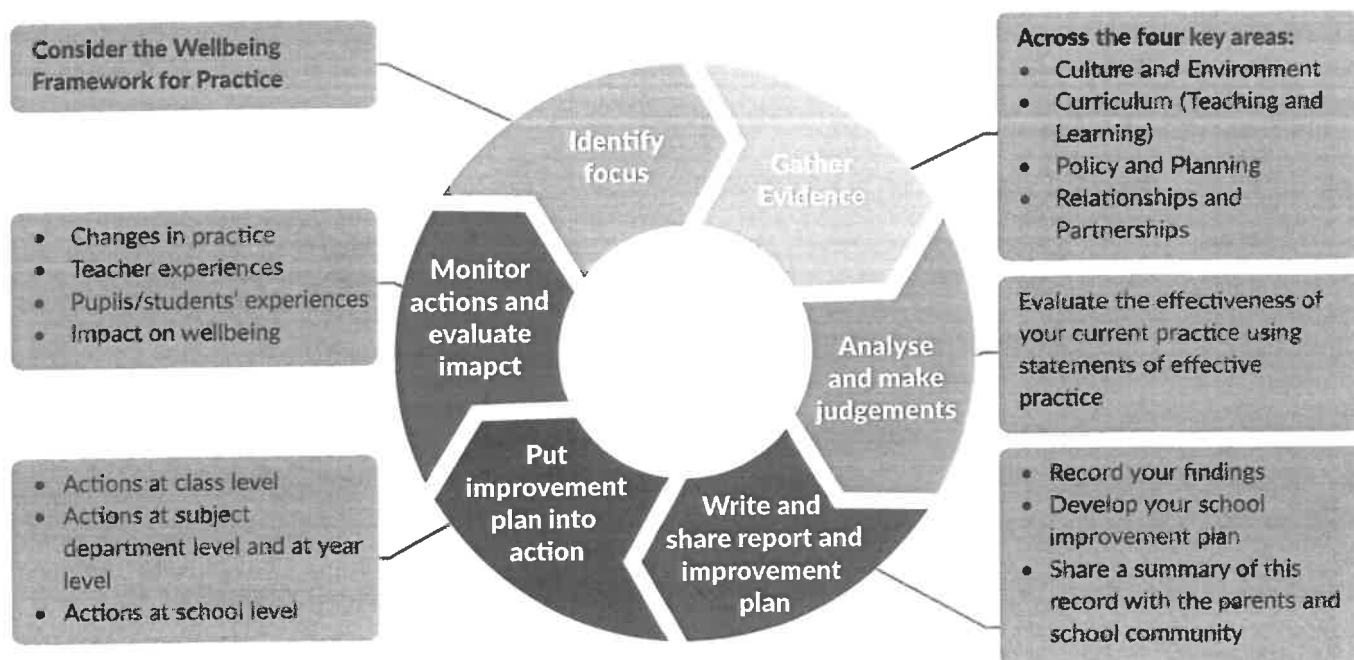 Consider the Wellbeing
Framework for Practice
Identify
focus
Gather
Evidence
Across the four key areas:
• Culture and Environment
• Curriculum (Teaching and
Learning)
• Policy and Planning
• Relationships and
Partnerships
Analyse
and make
judgements
Evaluate the effectiveness of
your current practice using
statements of effective
practice
Write and
share report and
improvement
plan
• Record your findings
• Develop your school
improvement plan
• Share a summary of this
record with the parents and
school community
Put
improvement
plan into
action
• Actions at class level
• Actions at subject
department level and at year
level
• Actions at school level
Monitor
actions and
evaluate
imapct
• Changes in practice
• Teacher experiences
• Pupils/students' experiences
• Impact on wellbeing